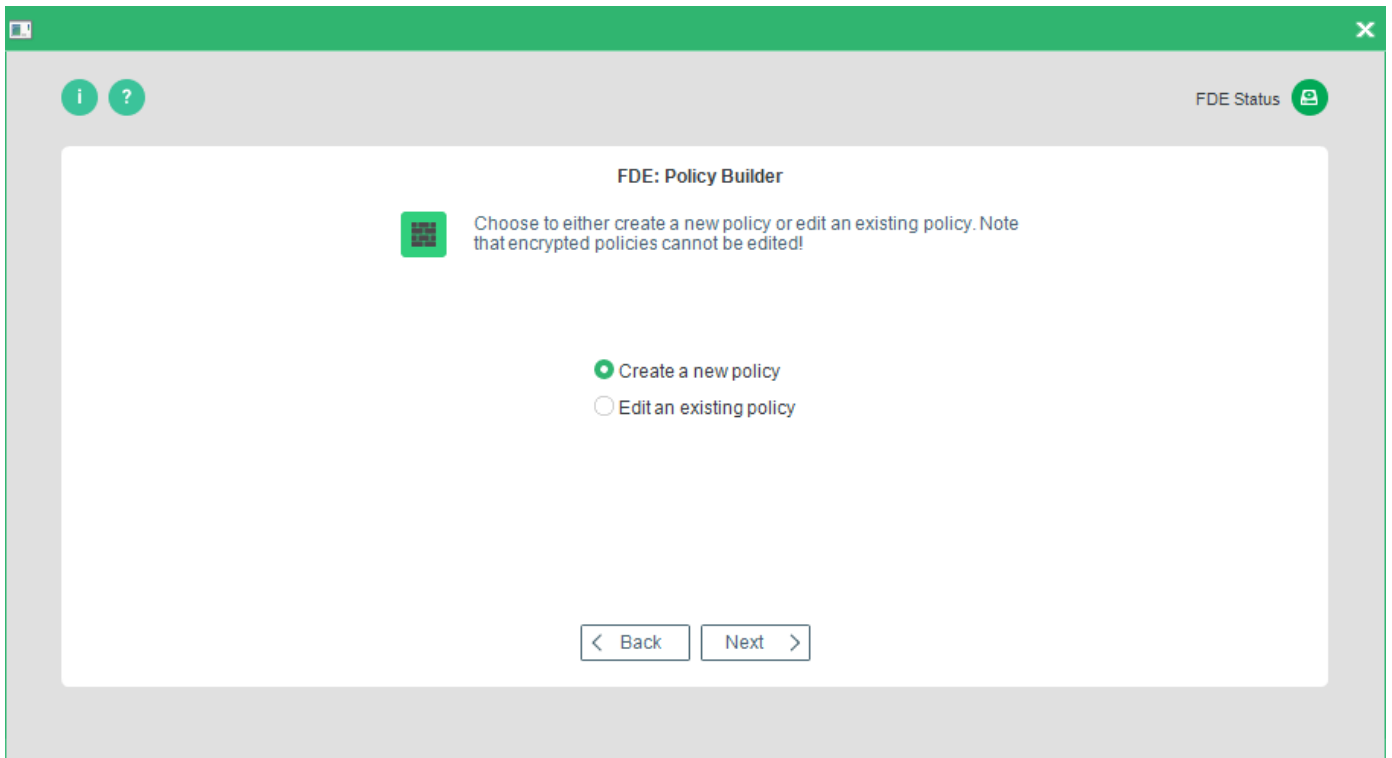 i ?
FDE Status
FDE: Policy Builder
Choose to either create a new policy or edit an existing policy. Note
that encrypted policies cannot be edited!
Create a new policy
Edit an existing policy
Back
Next